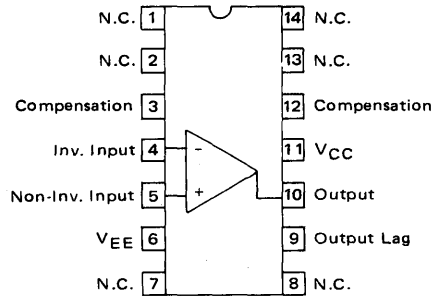 N.C. 1 14 N.C.
N.C. 2 13 N.C.
Compensation 3 12 Compensation
Inv. Input 4 - 11 VCC
Non-Inv. Input 5 + 10 Output
VEE 6 9 Output Lag
N.C. 7 8 N.C.